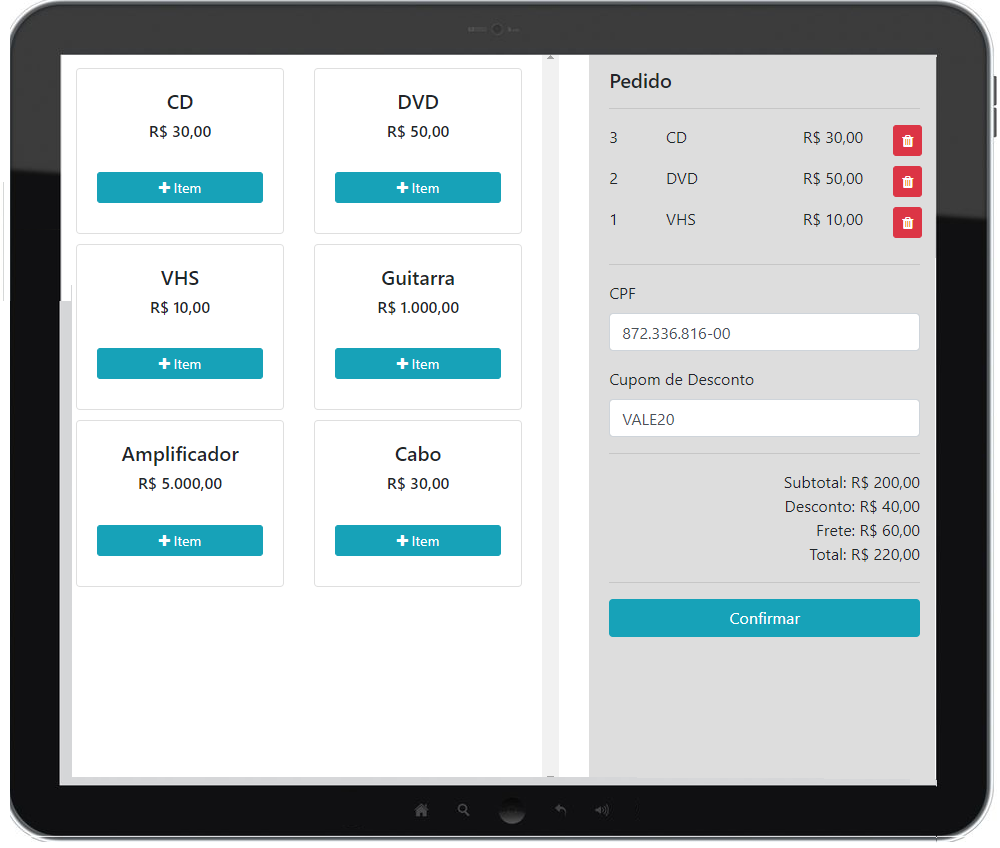 CD
R$ 30,00
+ Item
DVD
R$ 50,00
+ Item
VHS
R$ 10,00
+ Item
Guitarra
R$ 1.000,00
+ Item
Amplificador
R$ 5.000,00
+ Item
Cabo
R$ 30,00
+ Item
Pedido
3 CD R$ 30,00
2 DVD R$ 50,00
1 VHS R$ 10,00
CPF
872.336.816-00
Cupom de Desconto
VALE20
Subtotal: R$ 200,00
Desconto: R$ 40,00
Frete: R$ 60,00
Total: R$ 220,00
Confirmar